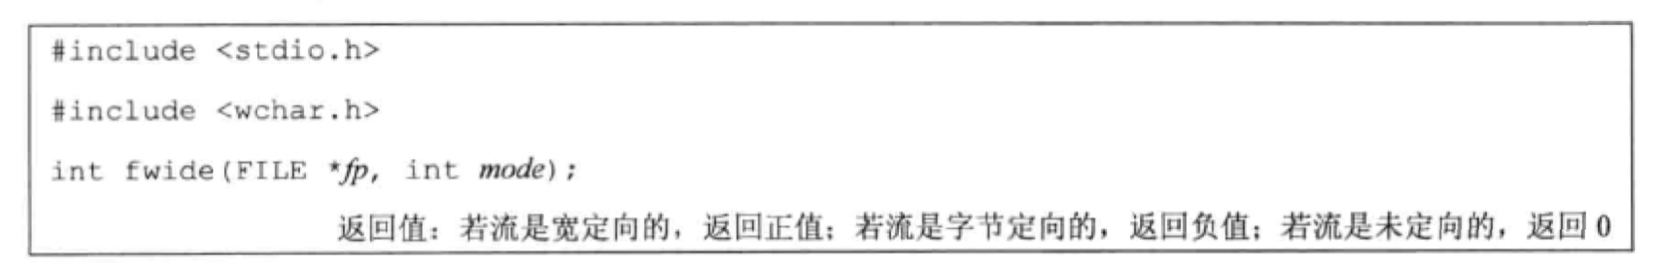 #include <stdio.h>
#include <wchar.h>
int fwide(FILE *fp, int mode);
返回值：若流是宽定向的，返回正值；若流是字节定向的，返回负值；若流是未定向的，返回 0